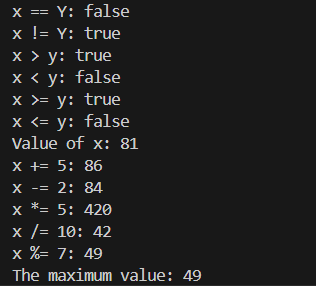 x == Y: false
x != Y: true
x > y: true
x < y: false
x >= y: true
x <= y: false
Value of x: 81
x += 5: 86
x -= 2: 84
x *= 5: 420
x /= 10: 42
x %= 7: 49
The maximum value: 49